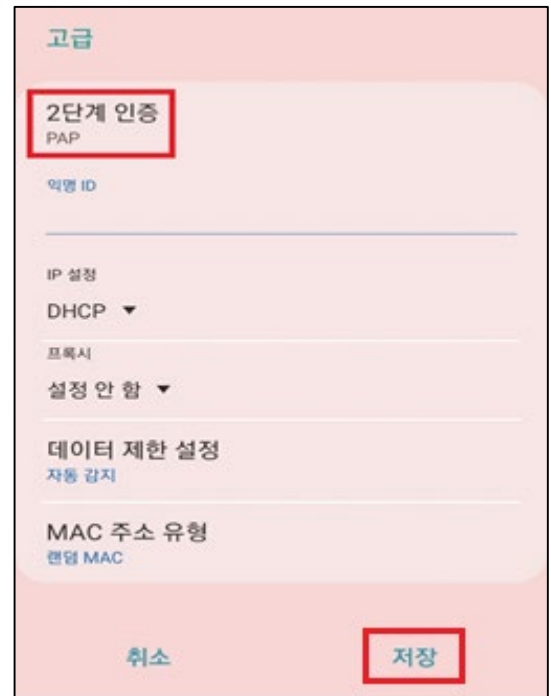 고급
2단계 인증
PAP
익명 ID
IP 설정
DHCP
프록시
설정 안 함
데이터 제한 설정
자동 감지
MAC 주소 유형
랜덤 MAC
취소 저장